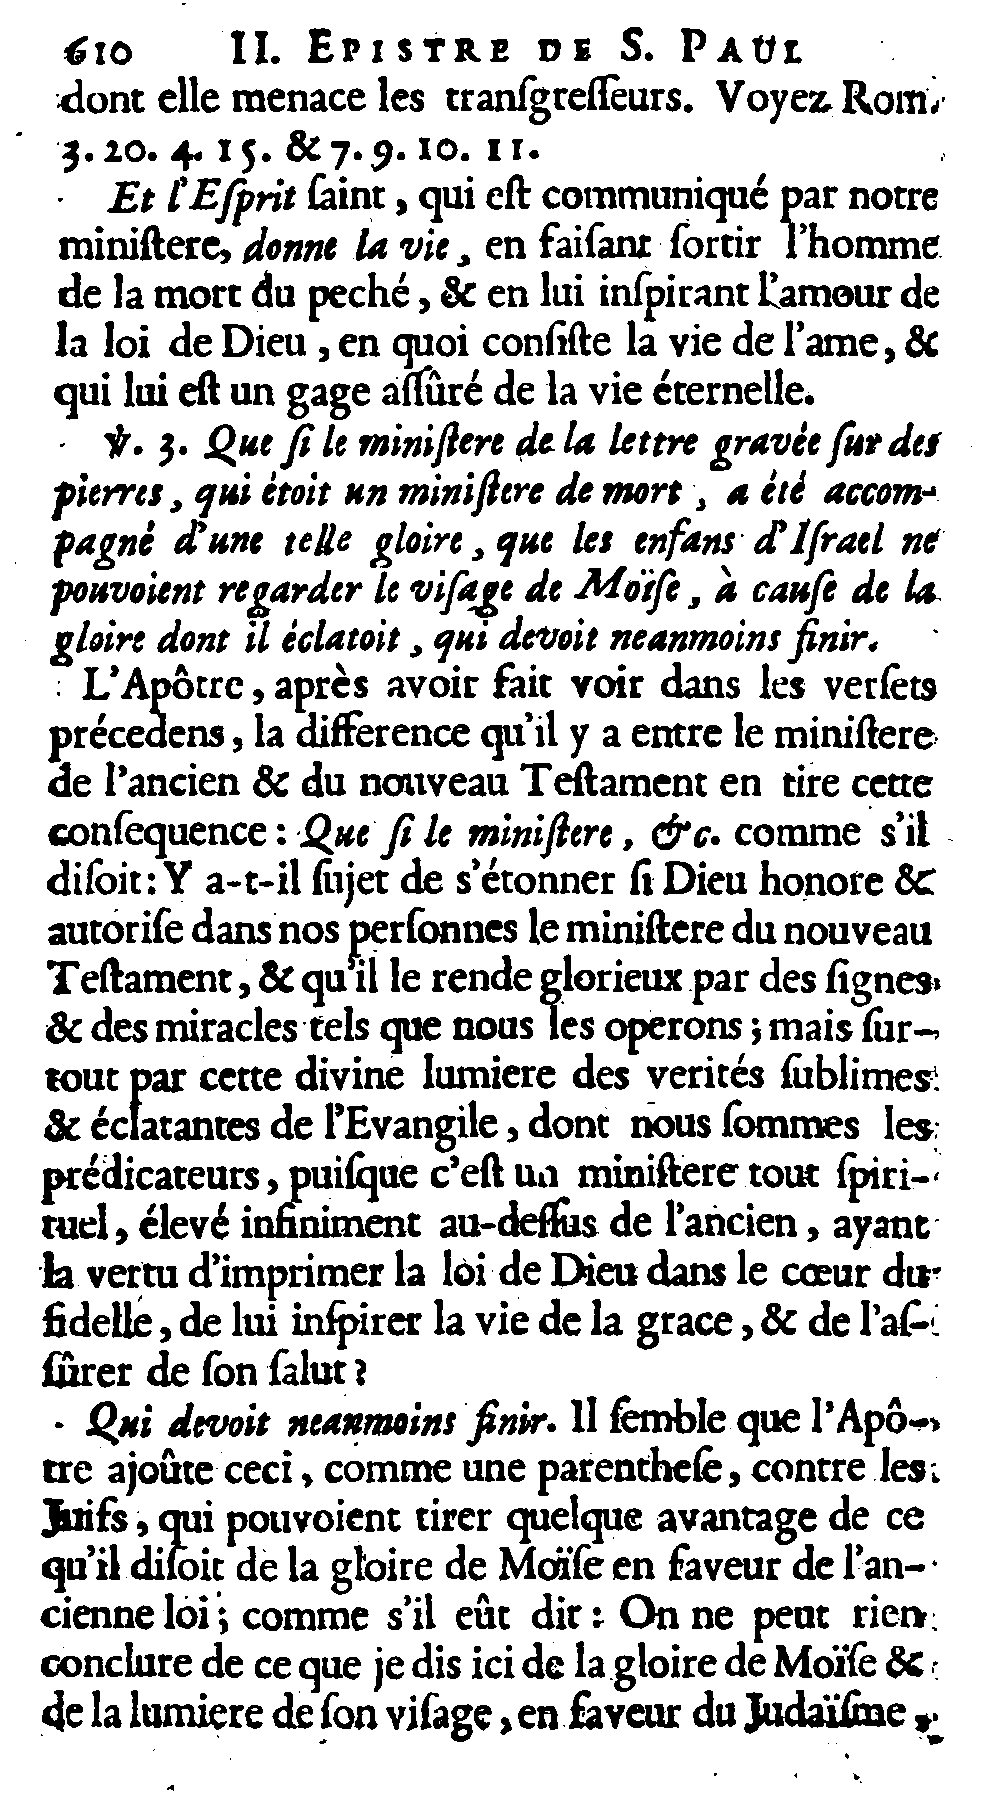 610 II. EPISTRE DE S. PAUL
dont elle menace les tranſgreſſeurs. Voyez Rom.
3. 20. 4. 15. & 7. 9. 10. 11.
Et l'Eſprit ſaint, qui eſt communiqué par notre
miniſtere, donne la vie, en faiſant ſortir l'homme
de la mort du peché, & en lui inſpirant l'amour de
la loi de Dieu, en quoi conſiſte la vie de l'ame, &
qui lui eſt un gage aſſûré de la vie éternelle.
℣. 3. Que ſi le miniſtere de la lettre gravée ſur des
pierres, qui étoit un miniſtere de mort, a été accom-
pagné d'une telle gloire, que les enfans d'Iſrael ne
pouvoient regarder le viſage de Moïſe, à cauſe de la
gloire dont il éclatoit, qui devoit neanmoins finir.
L'Apôtre, après avoir fait voir dans les verſets
précedens, la difference qu'il y a entre le miniſtere
de l'ancien & du nouveau Teſtament en tire cette
conſequence: Que ſi le miniſtere, &c. comme s'il
diſoit: Y a-t-il ſujet de s'étonner ſi Dieu honore &
autoriſe dans nos perſonnes le miniſtere du nouveau
Teſtament, & qu'il le rende glorieux par des ſignes
& des miracles tels que nous les operons; mais ſur-
tout par cette divine lumiere des verités ſublimes
& éclatantes de l'Evangile, dont nous ſommes les
prédicateurs, puiſque c'eſt un miniſtere tout ſpiri-
tuel, élevé infiniment au-deſſus de l'ancien, ayant
la vertu d'imprimer la loi de Dieu dans le cœur du
fidelle, de lui inſpirer la vie de la grace, & de l'aſ-
ſûrer de ſon ſalut?
Qui devoit neanmoins finir. Il ſemble que l'Apô-
tre ajoûte ceci, comme une parentheſe, contre les
Juifs, qui pouvoient tirer quelque avantage de ce
qu'il diſoit de la gloire de Moïſe en faveur de l'an-
cienne loi; comme s'il eût dit: On ne peut rien
conclure de ce que je dis ici de la gloire de Moïſe &
de la lumiere de ſon viſage, en faveur du Judaïſme,